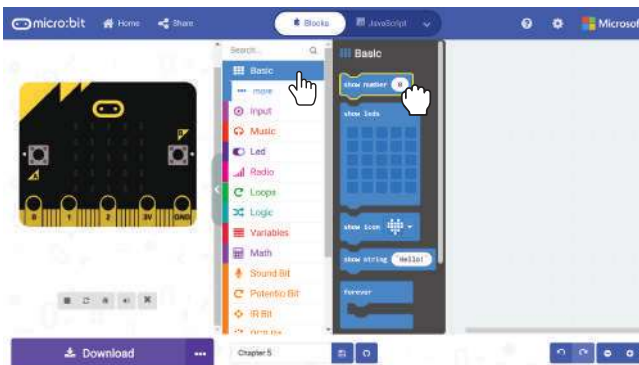 micro:bit Home Share Blocks JavaScript Microsoft
Search...
Basic
more
Input
Music
Led
Radio
Loops
Logic
Variables
Math
Sound Bit
Potentio Bit
IR Bit
Basic
show number 0
show leds
show icon
show string "Hello!"
forever
A
B
0 1 2 3V GND
Download
Chapter 5